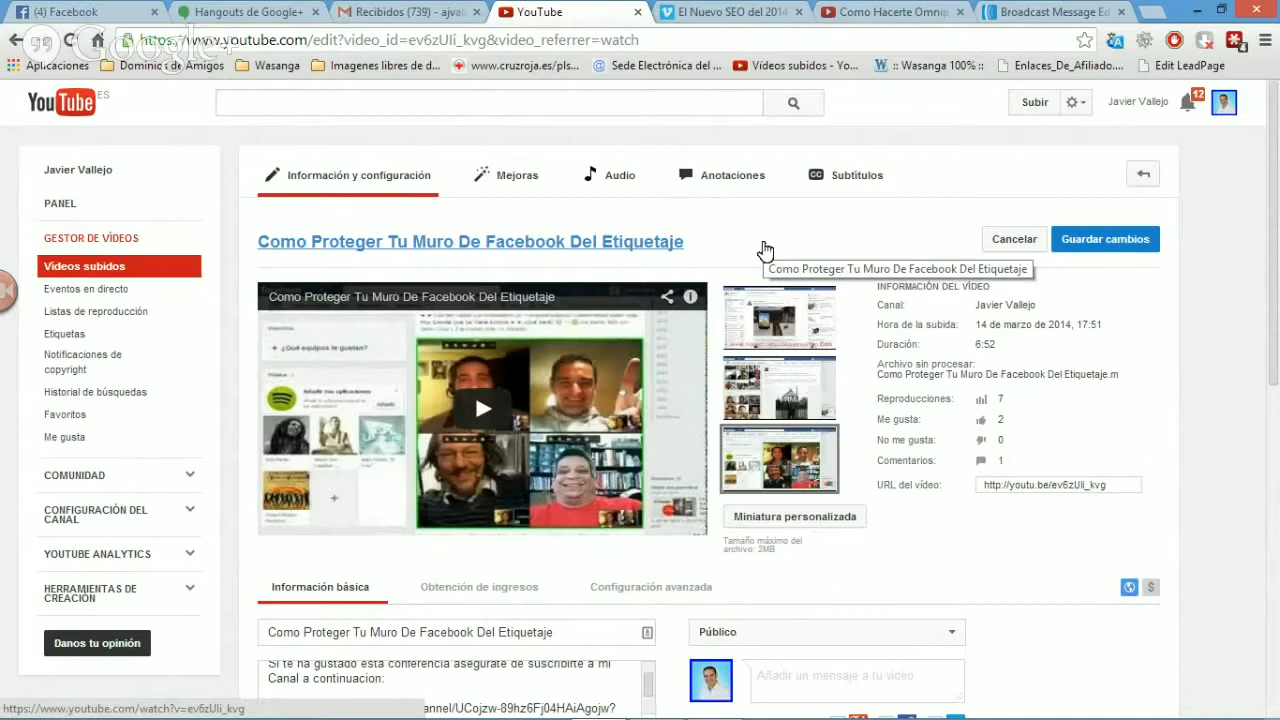 Facebook
Hangouts de Google+
Recibidos (739) - ajval
YouTube
El Nuevo SEO del 2014
Como Hacerte Omnip
Broadcast Message Ed
https://www.youtube.com/edit?video_id=ev6zUIi_kvg&video_referrer=watch
Google+
Aplicaciones
Dominic de Amigos
Wasanga
Imagenes libres de d...
www.cruzroja.es/pls...
Sede Electrónica del ...
Vídeos subidos - Yo...
Wasanga 100% :: ...
Enlaces_De_Afiliado...
Edit LeadPage
YouTube ES
Subir
Javier Vallejo
12
Javier Vallejo
PANEL
GESTOR DE VÍDEOS
Vídeos subidos
Eventos en directo
Listas de reproducción
Etiquetas
Notificaciones de
copyright
Historial de búsquedas
Favoritos
Me gusta
COMUNIDAD
CONFIGURACIÓN DEL
CANAL
YOUTUBE ANALYTICS
HERRAMIENTAS DE
CREACIÓN
Danos tu opinión
Información y configuración
Mejoras
Audio
Anotaciones
CC Subtítulos
Como Proteger Tu Muro De Facebook Del Etiquetaje
Cancelar
Guardar cambios
Como Proteger Tu Muro De Facebook Del Etiquetaje
Como Proteger Tu Muro De Facebook Del Etiquetaje
¿Qué equipos te gustan?
INFORMACIÓN DEL VÍDEO
Canal: Javier Vallejo
Hora de la subida: 14 de marzo de 2014, 17:51
Duración: 6:52
Archivo sin procesar:
Como Proteger Tu Muro De Facebook Del Etiquetaje.m
Reproducciones: 7
Me gusta: 2
No me gusta: 0
Comentarios: 1
URL del vídeo: http://youtu.be/ev6zUIi_kvg
Miniatura personalizada
Tamaño máximo del
archivo: 2MB
Información básica
Obtención de ingresos
Configuración avanzada
$
Como Proteger Tu Muro De Facebook Del Etiquetaje
Público
Si te ha gustado esta conferencia asegurate de suscribirte a mi
Canal a continuacion:
annel/UCojzw-89hz6Fj04HAiAgojw?
Añadir un mensaje a tu vídeo
https://www.youtube.com/watch?v=ev6zUIi_kvg